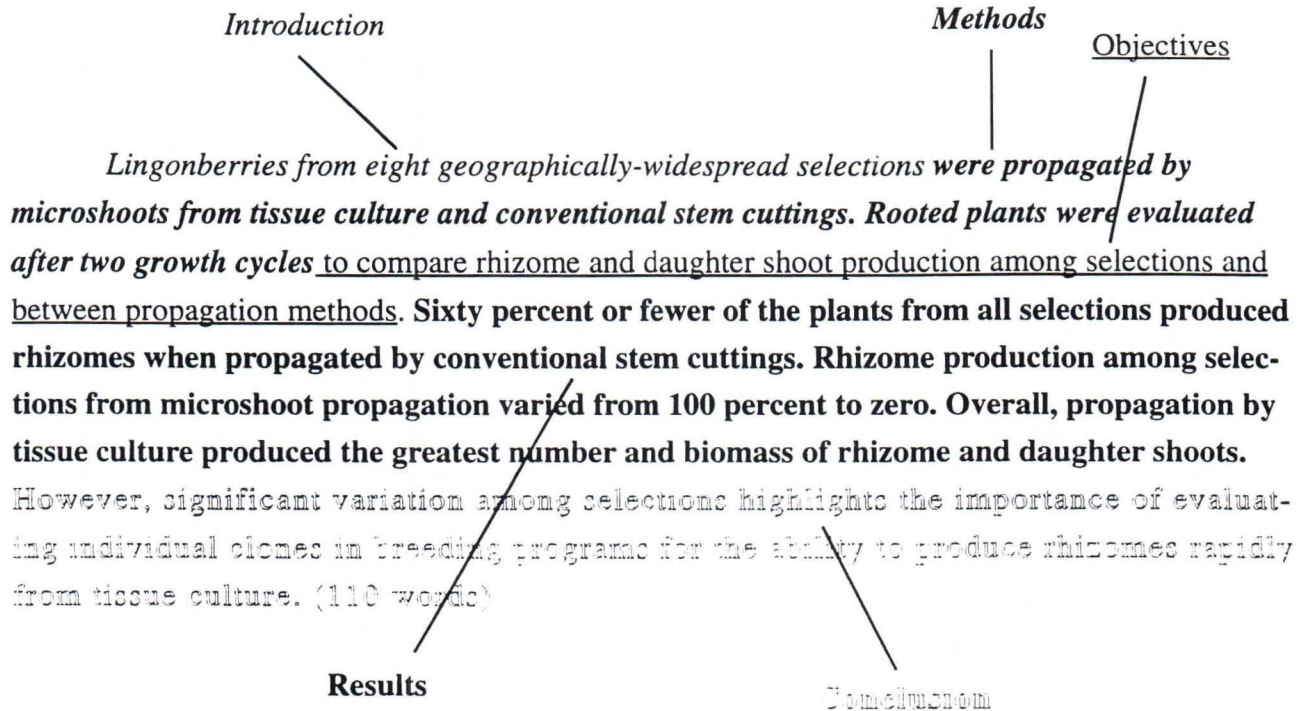 Introduction
Methods
Objectives
Lingonberries from eight geographically-widespread selections were propagated by
microshoots from tissue culture and conventional stem cuttings. Rooted plants were evaluated
after two growth cycles to compare rhizome and daughter shoot production among selections and
between propagation methods. Sixty percent or fewer of the plants from all selections produced
rhizomes when propagated by conventional stem cuttings. Rhizome production among selec-
tions from microshoot propagation varied from 100 percent to zero. Overall, propagation by
tissue culture produced the greatest number and biomass of rhizome and daughter shoots.
However, significant variation among selections highlights the importance of evaluat-
ing individual clones in breeding programs for the ability to produce rhizomes rapidly
from tissue culture. (110 words)
Results
Conclusion